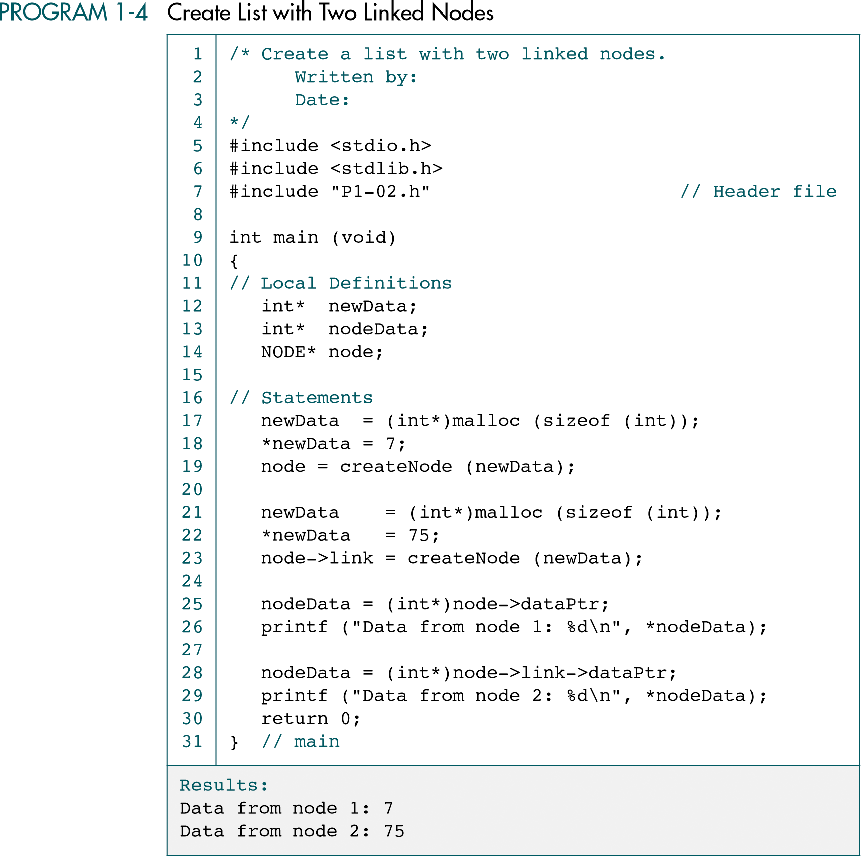 PROGRAM 1-4 Create List with Two Linked Nodes
1 /* Create a list with two linked nodes.
2 Written by:
3 Date:
4 */
5 #include <stdio.h>
6 #include <stdlib.h>
7 #include "P1-02.h" // Header file
8
9 int main (void)
10 {
11 // Local Definitions
12 int* newData;
13 int* nodeData;
14 NODE* node;
15
16 // Statements
17 newData = (int*)malloc (sizeof (int));
18 *newData = 7;
19 node = createNode (newData);
20
21 newData = (int*)malloc (sizeof (int));
22 *newData = 75;
23 node->link = createNode (newData);
24
25 nodeData = (int*)node->dataPtr;
26 printf ("Data from node 1: %d\n", *nodeData);
27
28 nodeData = (int*)node->link->dataPtr;
29 printf ("Data from node 2: %d\n", *nodeData);
30 return 0;
31 } // main
Results:
Data from node 1: 7
Data from node 2: 75